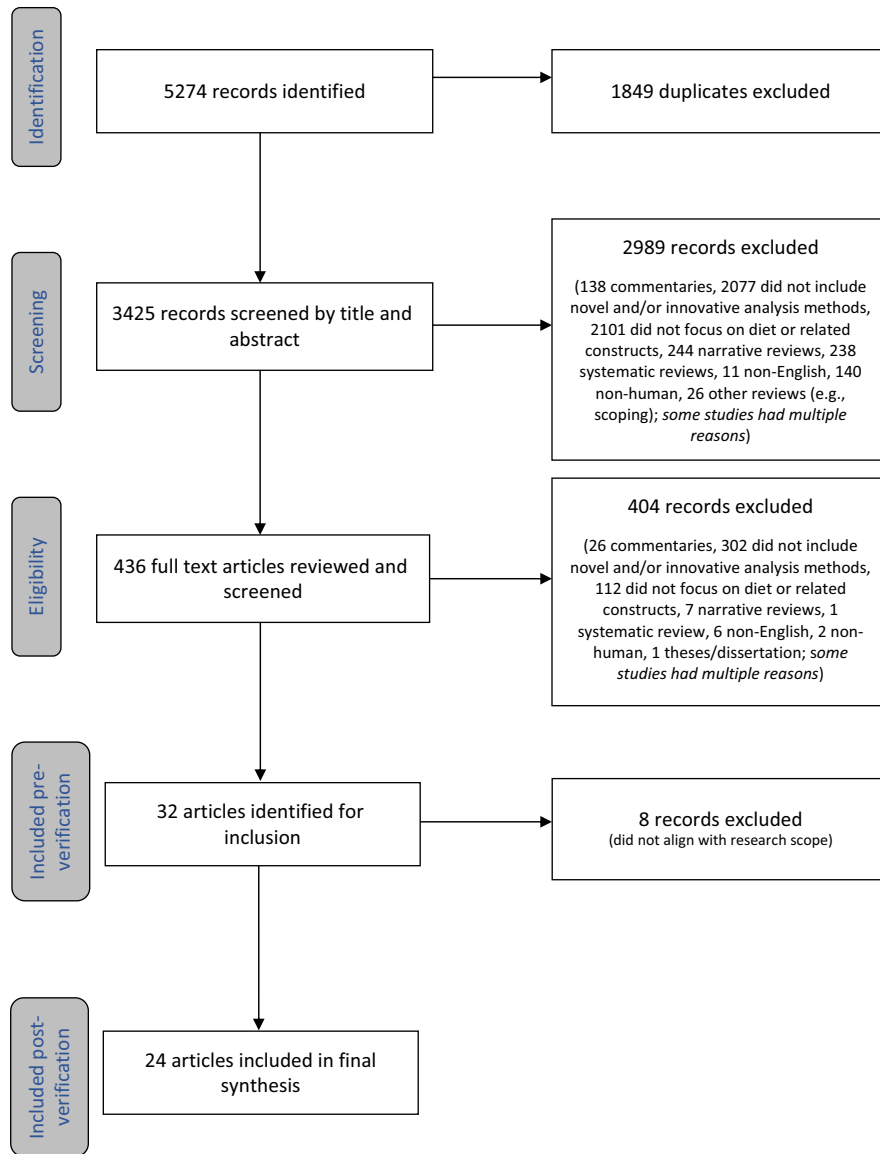 Identification
5274 records identified
1849 duplicates excluded
Screening
3425 records screened by title and
abstract
2989 records excluded
(138 commentaries, 2077 did not include
novel and/or innovative analysis methods,
2101 did not focus on diet or related
constructs, 244 narrative reviews, 238
systematic reviews, 11 non-English, 140
non-human, 26 other reviews (e.g.,
scoping); some studies had multiple
reasons)
Eligibility
436 full text articles reviewed and
screened
404 records excluded
(26 commentaries, 302 did not include
novel and/or innovative analysis methods,
112 did not focus on diet or related
constructs, 7 narrative reviews, 1
systematic review, 6 non-English, 2 non-
human, 1 theses/dissertation; some
studies had multiple reasons)
Included pre-
verification
32 articles identified for
inclusion
8 records excluded
(did not align with research scope)
Included post-
verification
24 articles included in final
synthesis